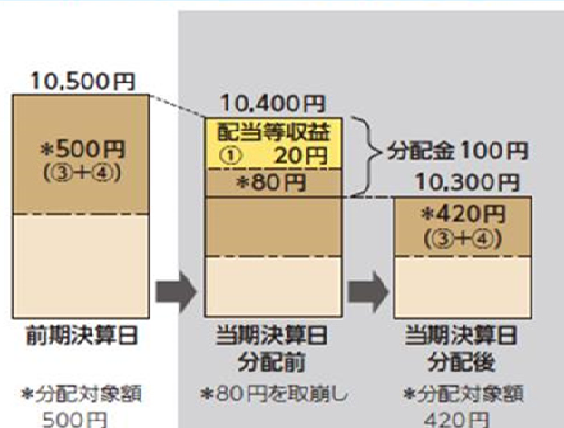 10,500円
*500円
(③+④)
前期決算日
*分配対象額
500円
10,400円
配当等収益
① 20円
*80円
分配金100円
当期決算日
分配前
*80円を取崩し
10,300円
*420円
(③+④)
当期決算日
分配後
*分配対象額
420円